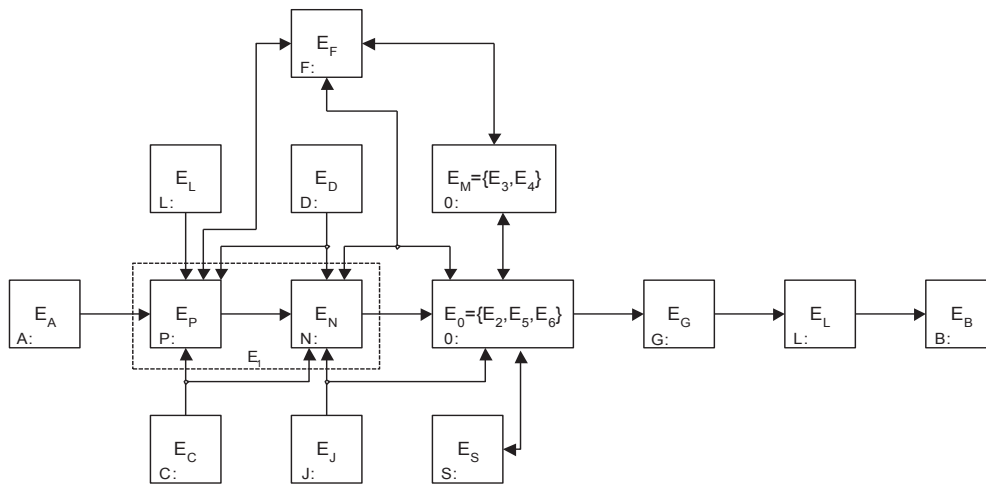 E_F
F:
E_L
L:
E_D
D:
E_M={E_3,E_4}
0:
E_A
A:
E_P
P:
E_N
N:
E_0={E_2,E_5,E_6}
0:
E_G
G:
E_L
L:
E_B
B:
E_1
E_C
C:
E_J
J:
E_S
S: